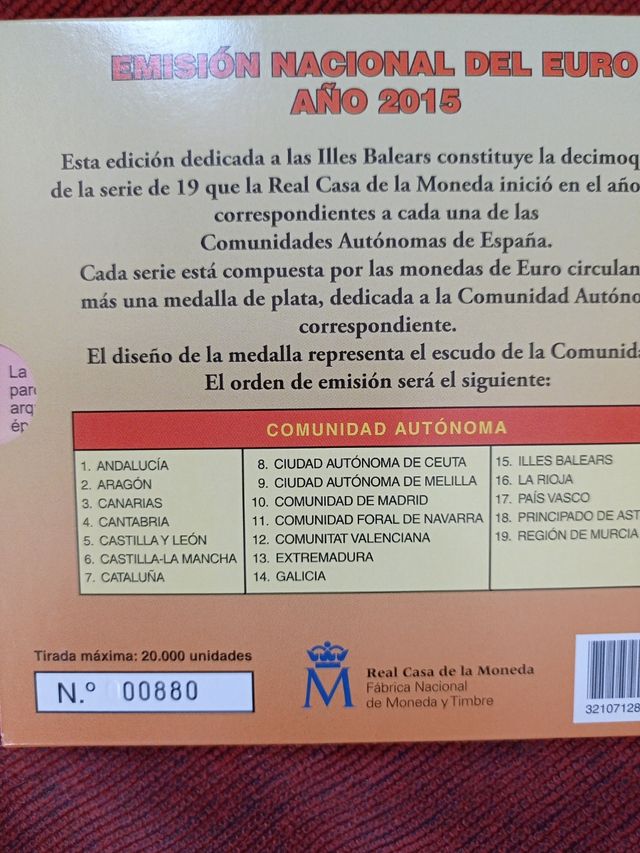 EMISIÓN NACIONAL DEL EURO
AÑO 2015
Esta edición dedicada a las Illes Balears constituye la
de la serie de 19 que la Real Casa de la Moneda inició en el año
correspondientes a cada una de las
Comunidades Autónomas de España.
Cada serie está compuesta por las monedas de Euro
más una medalla de plata, dedicada a la Comunidad
correspondiente.
El diseño de la medalla representa el escudo de la
El orden de emisión será el siguiente:
La
COMUNIDAD AUTÓNOMA
1. ANDALUCÍA
2. ARAGÓN
3. CANARIAS
4. CANTABRIA
5. CASTILLA Y LEÓN
6. CASTILLA-LA MANCHA
7. CATALUÑA
8. CIUDAD AUTÓNOMA DE CEUTA
9. CIUDAD AUTÓNOMA DE MELILLA
10. COMUNIDAD DE MADRID
11. COMUNIDAD FORAL DE NAVARRA
12. COMUNITAT VALENCIANA
13. EXTREMADURA
14. GALICIA
15. ILLES BALEARS
16. LA RIOJA
17. PAÍS VASCO
18. PRINCIPADO DE
19. REGIÓN DE MURCIA
Tirada máxima: 20.000 unidades
N.º 00880
M
Real Casa de la Moneda
Fábrica Nacional
de Moneda y Timbre
32107128